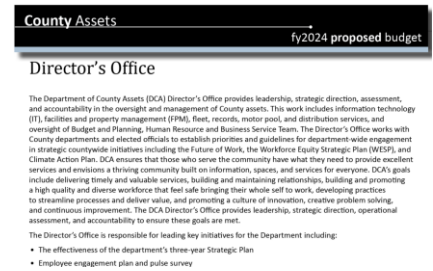 County Assets
fy2024 proposed budget
Director's Office
The Department of County Assets (DCA) Director's Office provides leadership, strategic direction, assessment,
and accountability in the oversight and management of County assets. This work includes information technology
(IT), facilities and property management (FPM), fleet, records, motor pool, and distribution services, and
oversight of Budget and Planning, Human Resource and Business Service Team. The Director's Office works with
County departments and elected officials to establish priorities and guidelines for department-wide engagement
in strategic countywide initiatives including the Future of Work, the Workforce Equity Strategic Plan (WESP), and
Climate Action Plan. DCA ensures that those who serve the community have what they need to provide excellent
services and envisions a thriving community built on information, spaces, and services for everyone. DCA's goals
include delivering timely and valuable services, building and maintaining relationships, building and promoting
a high quality and diverse workforce that feel safe bringing their whole self to work, developing practices
to streamline processes and deliver value, and promoting a culture of innovation, creative problem solving,
and continuous improvement. The DCA Director's Office provides leadership, strategic direction, operational
assessment, and accountability to ensure these goals are met.
The Director's Office is responsible for leading key initiatives for the Department including:
• The effectiveness of the department's three-year Strategic Plan
• Employee engagement plan and pulse survey